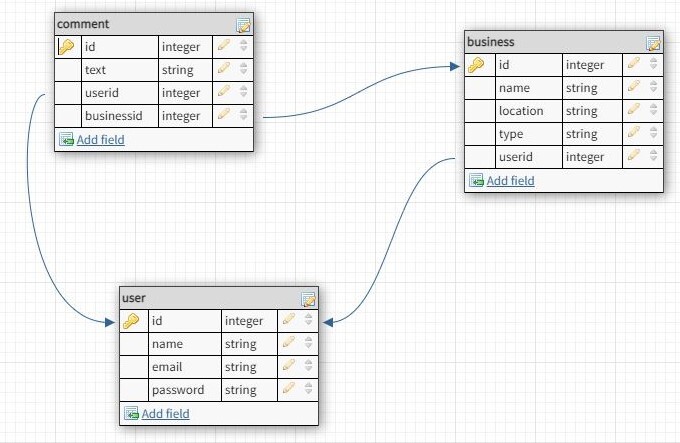 comment
id integer
text string
userid integer
businessid integer
Add field
business
id integer
name string
location string
type string
userid integer
Add field
user
id integer
name string
email string
password string
Add field